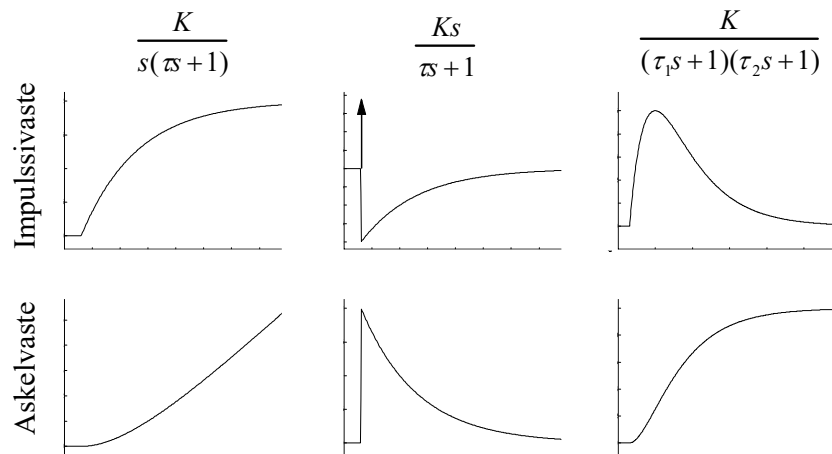 K
s(τs+1)
Ks
τs+1
K
(τ₁s+1)(τ₂s+1)
Impulssivaste
Askelvaste